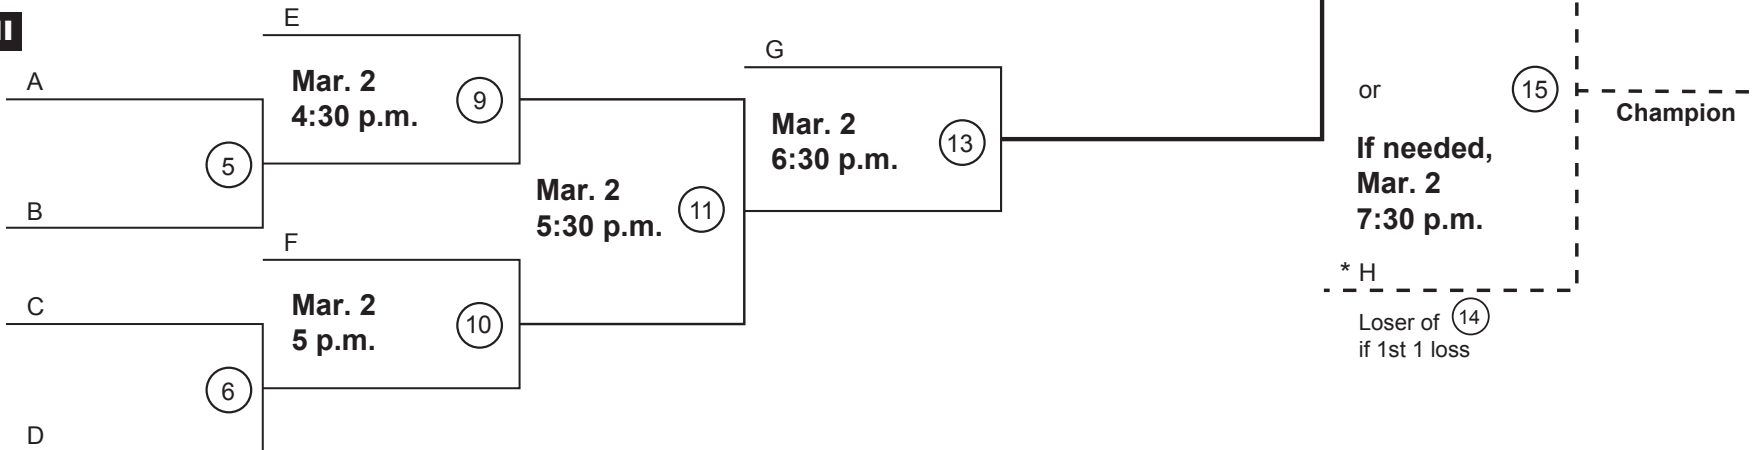 E
G
A
Mar. 2
4:30 p.m.
9
or
15
Champion
Mar. 2
6:30 p.m.
13
If needed,
Mar. 2
7:30 p.m.
5
Mar. 2
5:30 p.m.
11
B
F
* H
C
Mar. 2
5 p.m.
10
Loser of 14
if 1st 1 loss
6
D